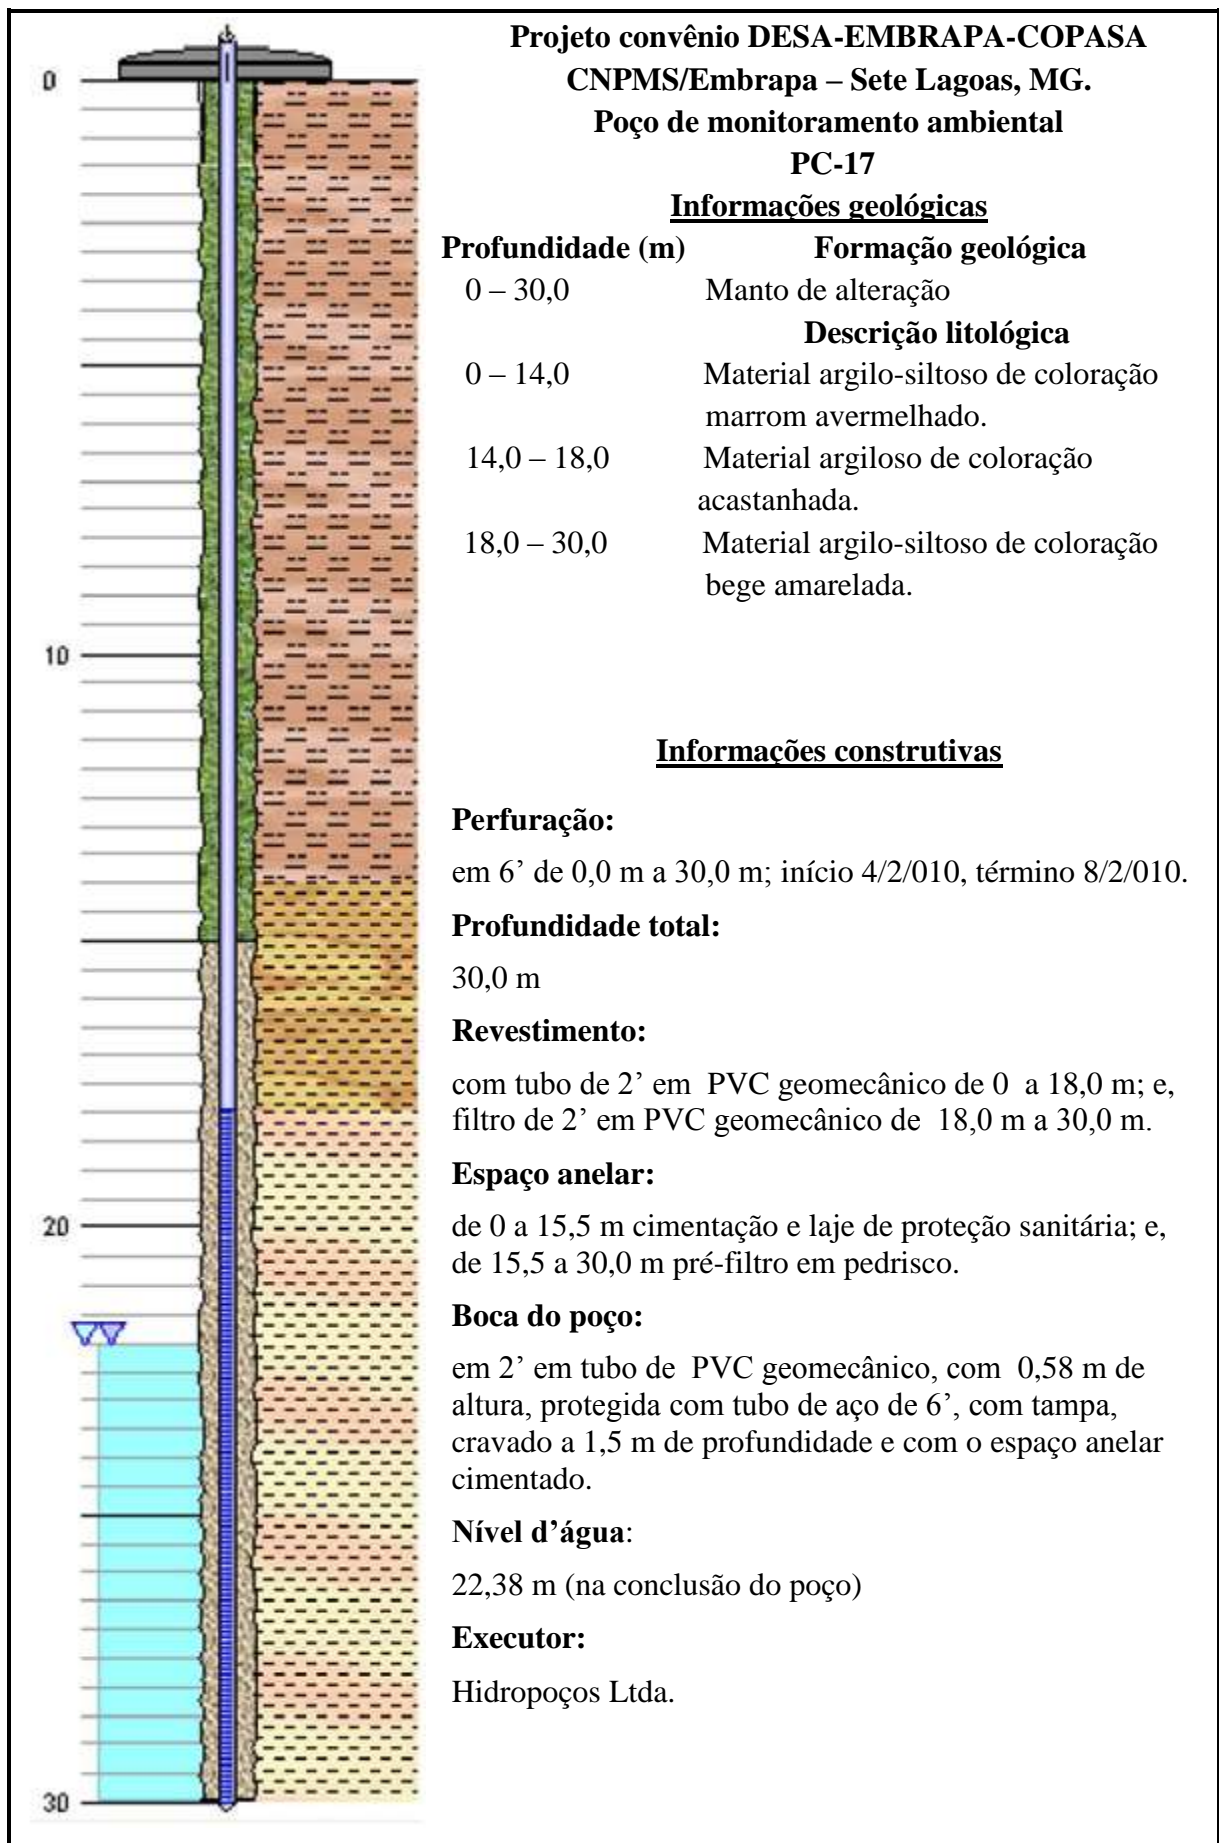 Projeto convênio DESA-EMBRAPA-COPASA
CNPMS/Embrapa – Sete Lagoas, MG.
Poço de monitoramento ambiental
PC-17
Informações geológicas
Profundidade (m) Formação geológica
0 – 30,0 Manto de alteração
Descrição litológica
0 – 14,0 Material argilo-siltoso de coloração
marrom avermelhado.
14,0 – 18,0 Material argiloso de coloração
acastanhada.
18,0 – 30,0 Material argilo-siltoso de coloração
bege amarelada.
Informações construtivas
Perfuração:
em 6’ de 0,0 m a 30,0 m; início 4/2/010, término 8/2/010.
Profundidade total:
30,0 m
Revestimento:
com tubo de 2’ em PVC geomecânico de 0 a 18,0 m; e,
filtro de 2’ em PVC geomecânico de 18,0 m a 30,0 m.
Espaço anelar:
de 0 a 15,5 m cimentação e laje de proteção sanitária; e,
de 15,5 a 30,0 m pré-filtro em pedrisco.
Boca do poço:
em 2’ em tubo de PVC geomecânico, com 0,58 m de
altura, protegida com tubo de aço de 6’, com tampa,
cravado a 1,5 m de profundidade e com o espaço anelar
cimentado.
Nível d’água:
22,38 m (na conclusão do poço)
Executor:
Hidropoços Ltda.
0
10
20
30